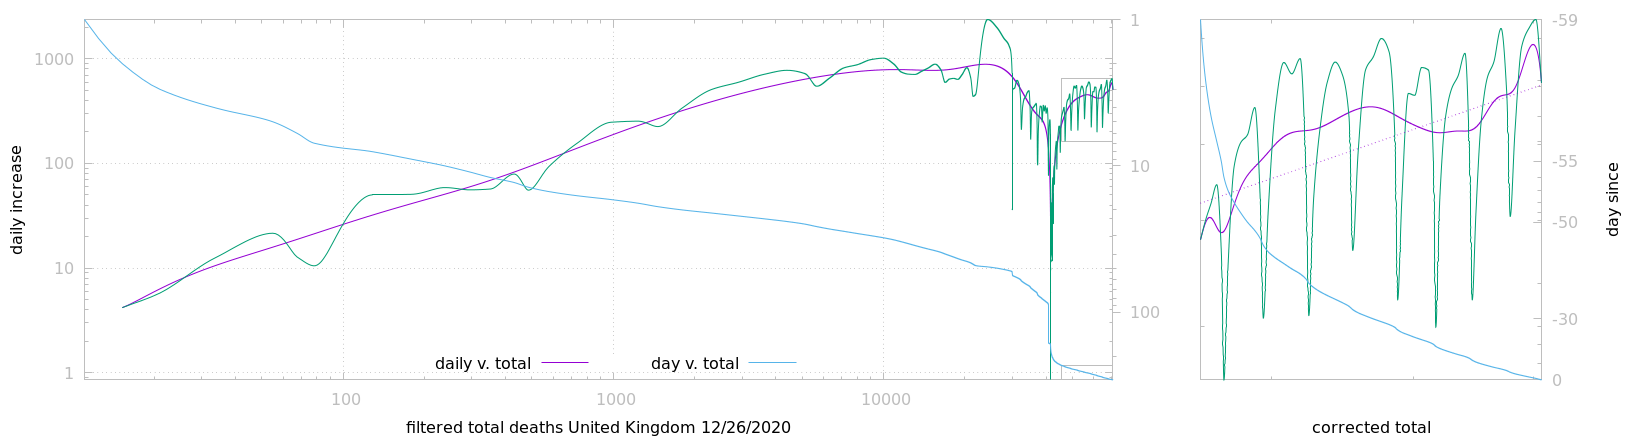 daily increase
1000
100
10
1
100
1000
10000
1
10
100
daily v. total
day v. total
filtered total deaths United Kingdom 12/26/2020
-59
-55
-50
-30
0
day since
corrected total